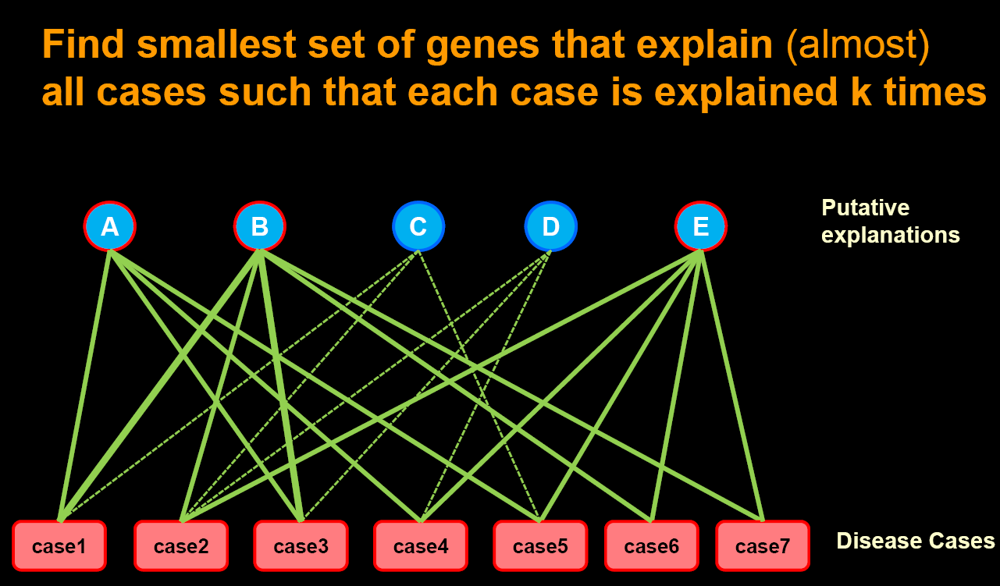 Find smallest set of genes that explain (almost)
all cases such that each case is explained k times
A B C D E
Putative
explanations
case1 case2 case3 case4 case5 case6 case7
Disease Cases